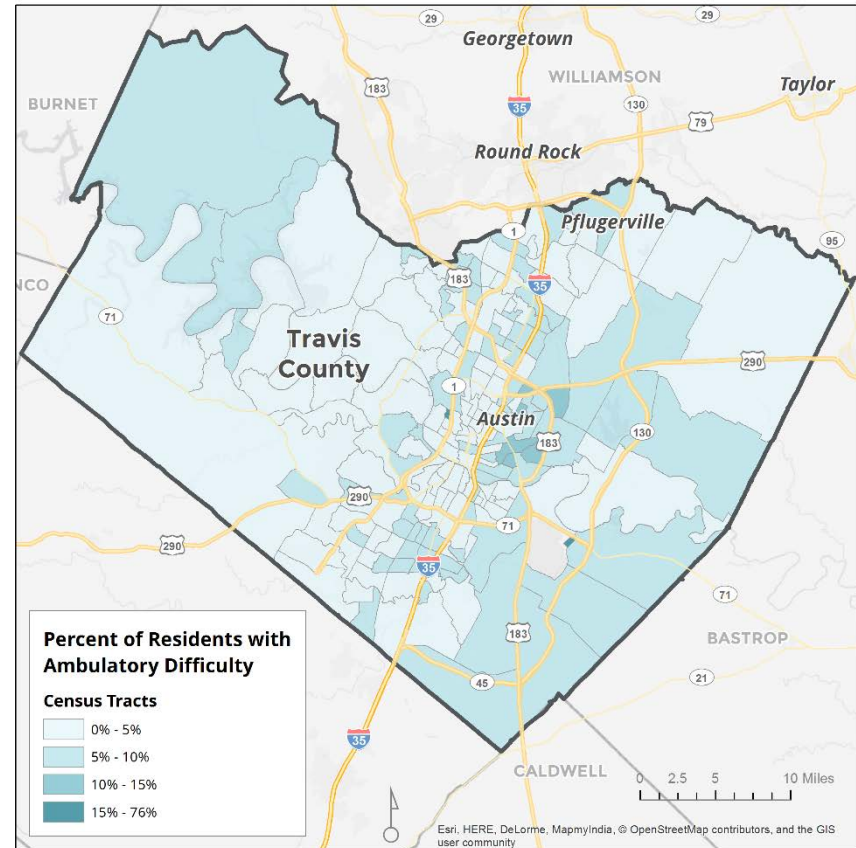 29
29
Georgetown
WILLIAMSON
183
Taylor
BURNET
35
130
79
Round Rock
Pflugerville
1
95
183
35
NCO
71
Travis
County
290
1
Austin
183
130
290
71
290
35
71
183
BASTROP
45
21
35
CALDWELL
Percent of Residents with
Ambulatory Difficulty
Census Tracts
0% - 5%
5% - 10%
10% - 15%
15% - 76%
0 2.5 5 10 Miles
Esri, HERE, DeLorme, MapmyIndia, © OpenStreetMap contributors, and the GIS
user community